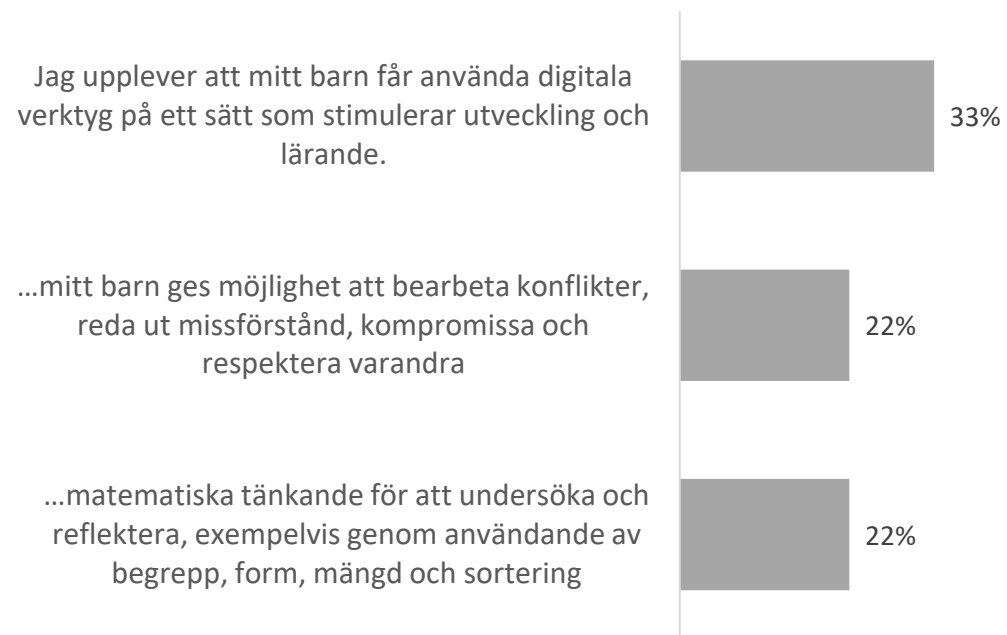 Jag upplever att mitt barn får använda digitala
verktyg på ett sätt som stimulerar utveckling och
lärande.
33%
…mitt barn ges möjlighet att bearbeta konflikter,
reda ut missförstånd, kompromissa och
respektera varandra
22%
…matematiska tänkande för att undersöka och
reflektera, exempelvis genom användande av
begrepp, form, mängd och sortering
22%